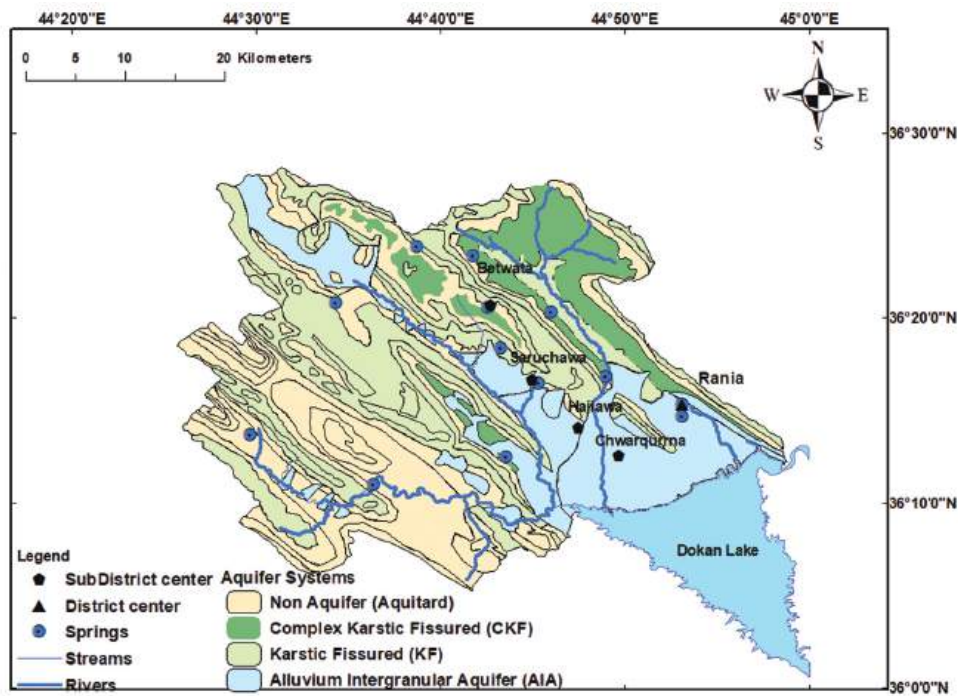 44°20'0"E 44°30'0"E 44°40'0"E 44°50'0"E 45°0'0"E
0 5 10 20 Kilometers
N
W E
S
36°30'0"N
Betwata
36°20'0"N
Saruchawa
Rania
Hajiawa
Chwarqurna
36°10'0"N
Dokan Lake
Legend
SubDistrict center
District center
Springs
Streams
Rivers
Aquifer Systems
Non Aquifer (Aquitard)
Complex Karstic Fissured (CKF)
Karstic Fissured (KF)
Alluvium Intergranular Aquifer (AIA)
36°0'0"N